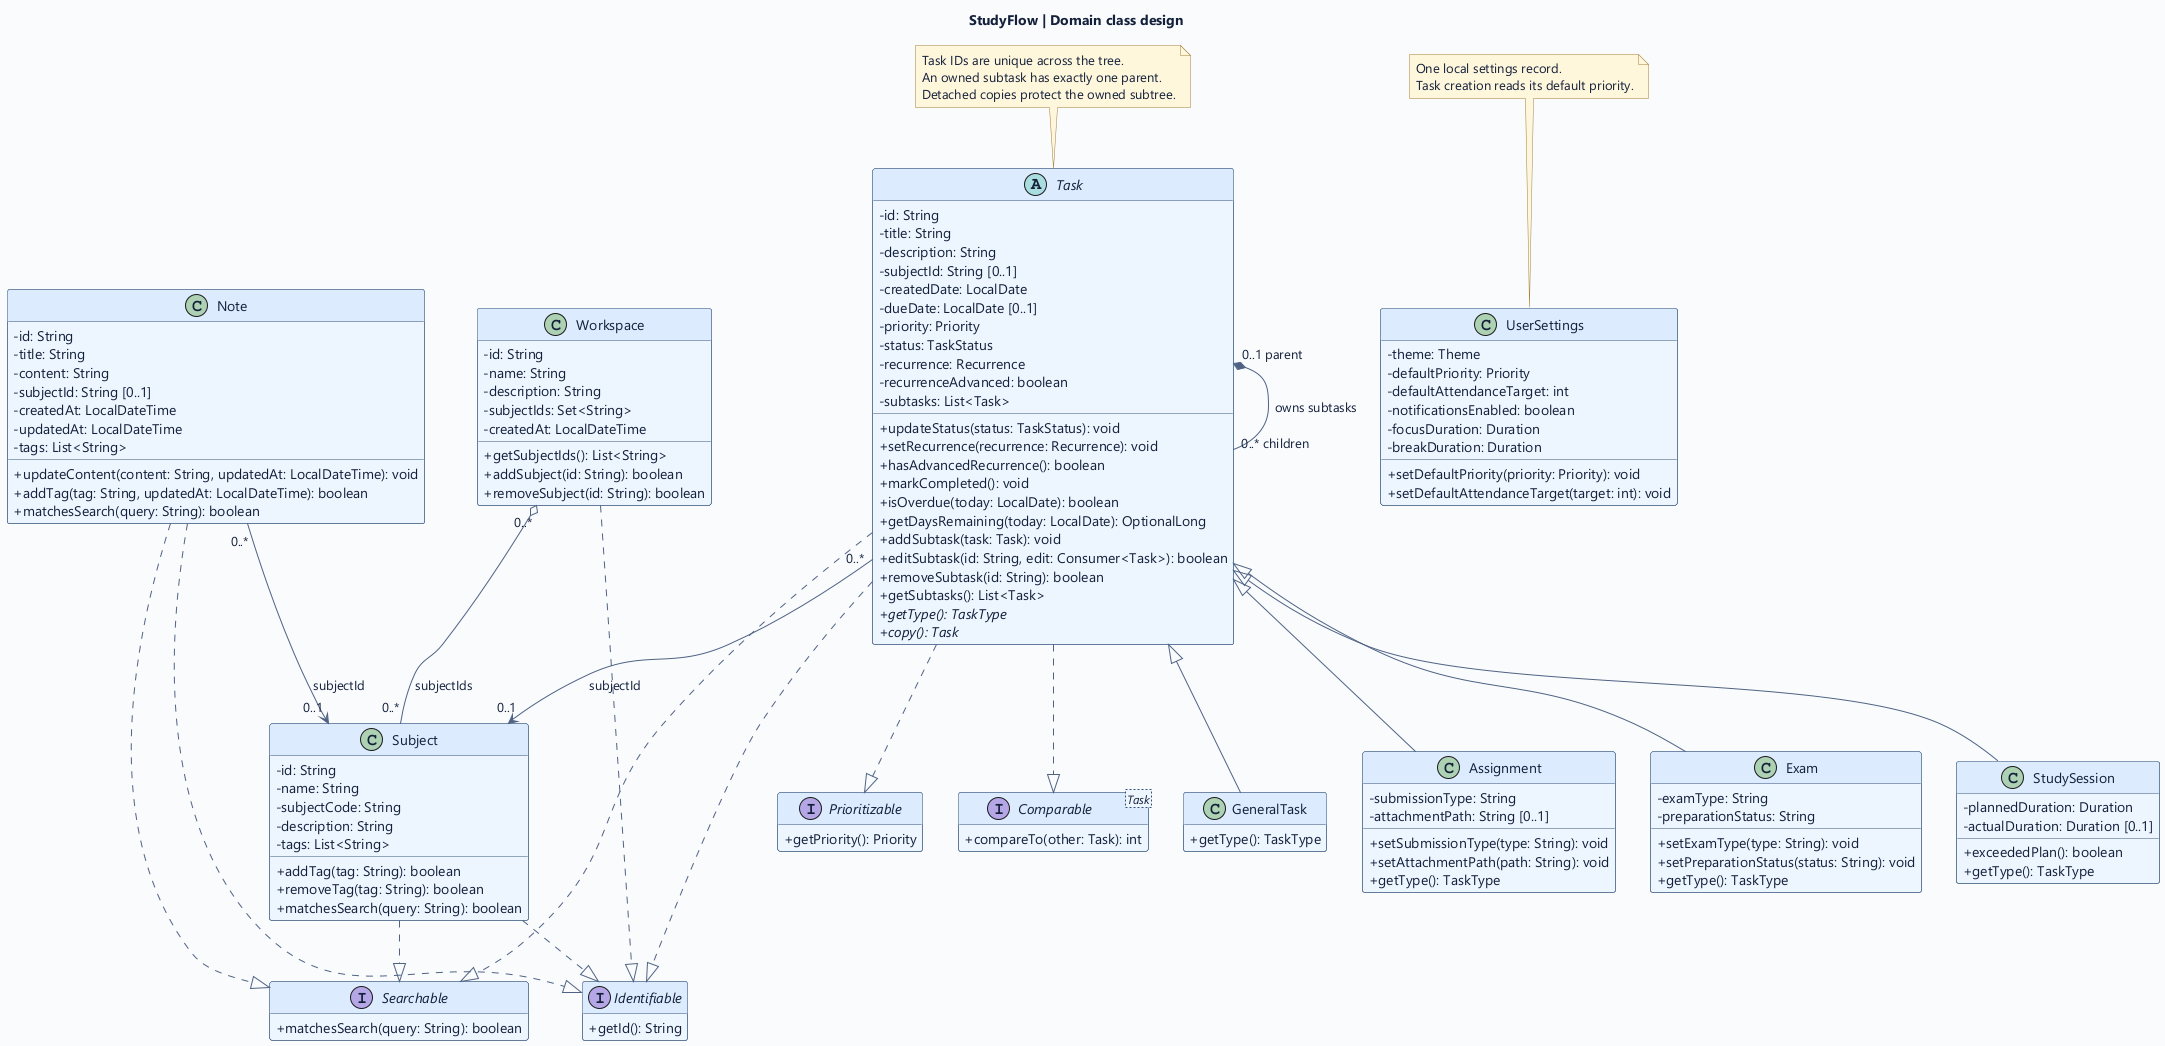 StudyFlow | Domain class design
Task IDs are unique across the tree.
An owned subtask has exactly one parent.
Detached copies protect the owned subtree.
One local settings record.
Task creation reads its default priority.
A Task
-id: String
-title: String
-description: String
-subjectId: String [0..1]
-createdDate: LocalDate
-dueDate: LocalDate [0..1]
-priority: Priority
-status: TaskStatus
-recurrence: Recurrence
-recurrenceAdvanced: boolean
-subtasks: List<Task>
+updateStatus(status: TaskStatus): void
+setRecurrence(recurrence: Recurrence): void
+hasAdvancedRecurrence(): boolean
+markCompleted(): void
+isOverdue(today: LocalDate): boolean
+getDaysRemaining(today: LocalDate): OptionalLong
+addSubtask(task: Task): void
+editSubtask(id: String, edit: Consumer<Task>): boolean
+removeSubtask(id: String): boolean
+getSubtasks(): List<Task>
+getType(): TaskType
+copy(): Task
0..1 parent
owns subtasks
0..* children
C Note
-id: String
-title: String
-content: String
-subjectId: String [0..1]
-createdAt: LocalDateTime
-updatedAt: LocalDateTime
-tags: List<String>
+updateContent(content: String, updatedAt: LocalDateTime): void
+addTag(tag: String, updatedAt: LocalDateTime): boolean
+matchesSearch(query: String): boolean
C Workspace
-id: String
-name: String
-description: String
-subjectIds: Set<String>
-createdAt: LocalDateTime
+getSubjectIds(): List<String>
+addSubject(id: String): boolean
+removeSubject(id: String): boolean
C UserSettings
-theme: Theme
-defaultPriority: Priority
-defaultAttendanceTarget: int
-notificationsEnabled: boolean
-focusDuration: Duration
-breakDuration: Duration
+setDefaultPriority(priority: Priority): void
+setDefaultAttendanceTarget(target: int): void
0..*
0..*
0..*
subjectId
subjectIds
subjectId
0..1
0..*
0..1
C Subject
-id: String
-name: String
-subjectCode: String
-description: String
-tags: List<String>
+addTag(tag: String): boolean
+removeTag(tag: String): boolean
+matchesSearch(query: String): boolean
I Prioritizable
+getPriority(): Priority
I Comparable
Task
+compareTo(other: Task): int
C GeneralTask
+getType(): TaskType
C Assignment
-submissionType: String
-attachmentPath: String [0..1]
+setSubmissionType(type: String): void
+setAttachmentPath(path: String): void
+getType(): TaskType
C Exam
-examType: String
-preparationStatus: String
+setExamType(type: String): void
+setPreparationStatus(status: String): void
+getType(): TaskType
C StudySession
-plannedDuration: Duration
-actualDuration: Duration [0..1]
+exceededPlan(): boolean
+getType(): TaskType
I Searchable
+matchesSearch(query: String): boolean
I Identifiable
+getId(): String